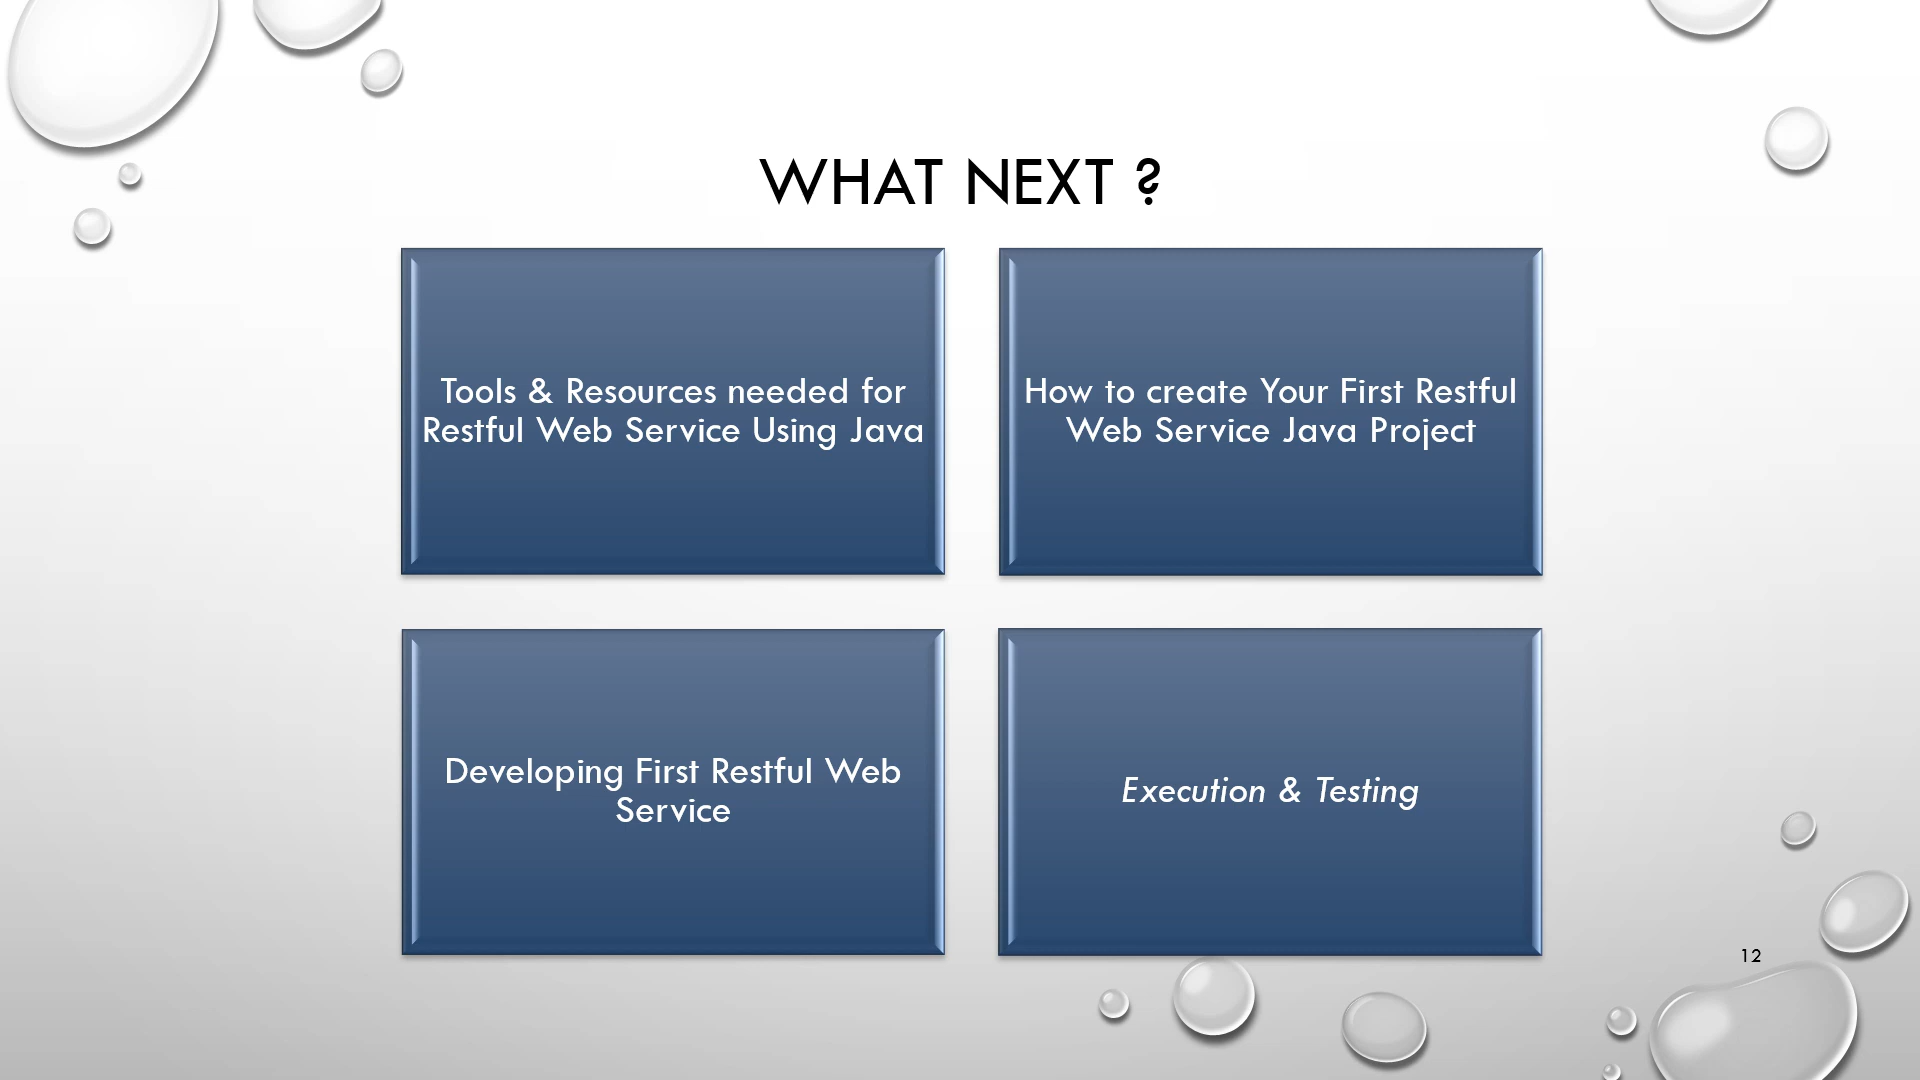 WHAT NEXT ?
Tools & Resources needed for
Restful Web Service Using Java
How to create Your First Restful
Web Service Java Project
Developing First Restful Web
Service
Execution & Testing
12